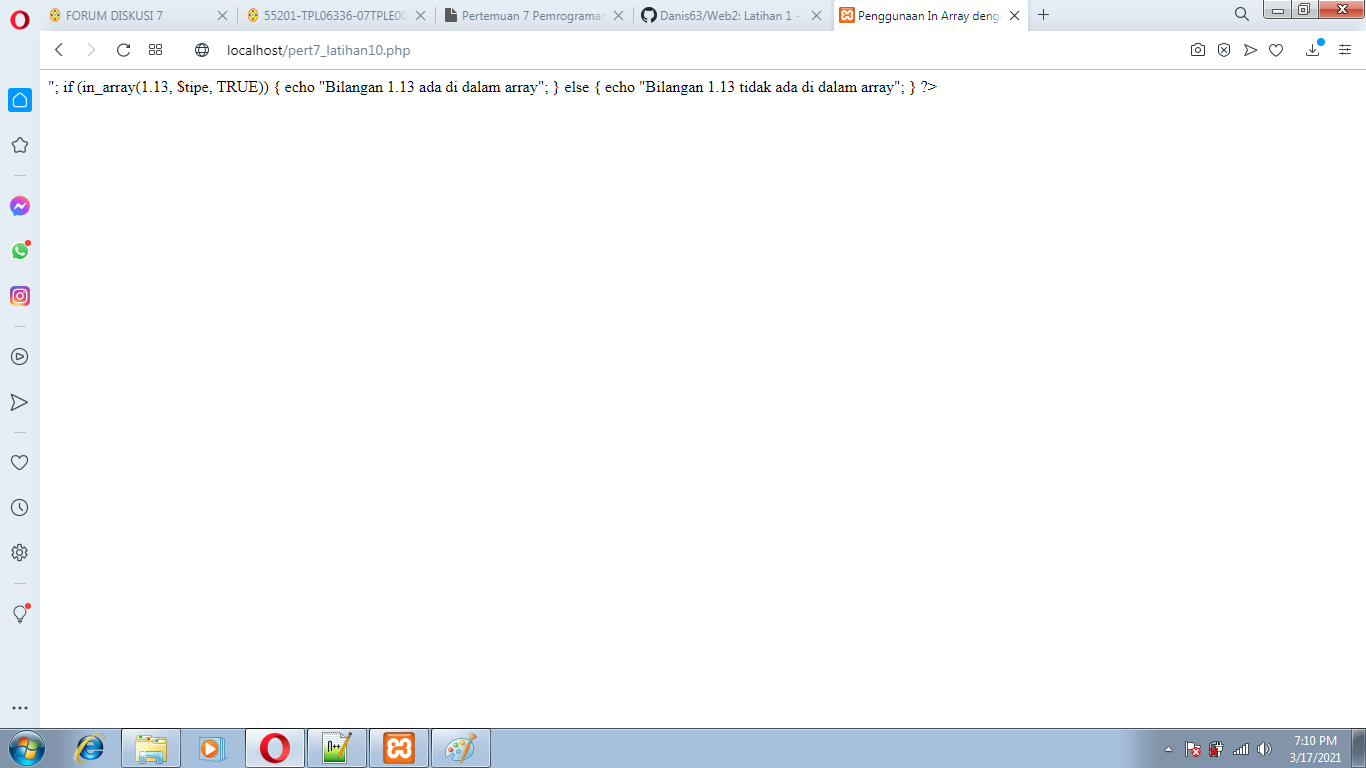 FORUM DISKUSI 7
55201-TPL06336-07TPLE00
Pertemuan 7 Pemrograman
Danis63/Web2: Latihan 1 -
Penggunaan In Array deng
localhost/pert7_latihan10.php
"; if (in_array(1.13, $tipe, TRUE)) { echo "Bilangan 1.13 ada di dalam array"; } else { echo "Bilangan 1.13 tidak ada di dalam array"; } ?>
7:10 PM
3/17/2021